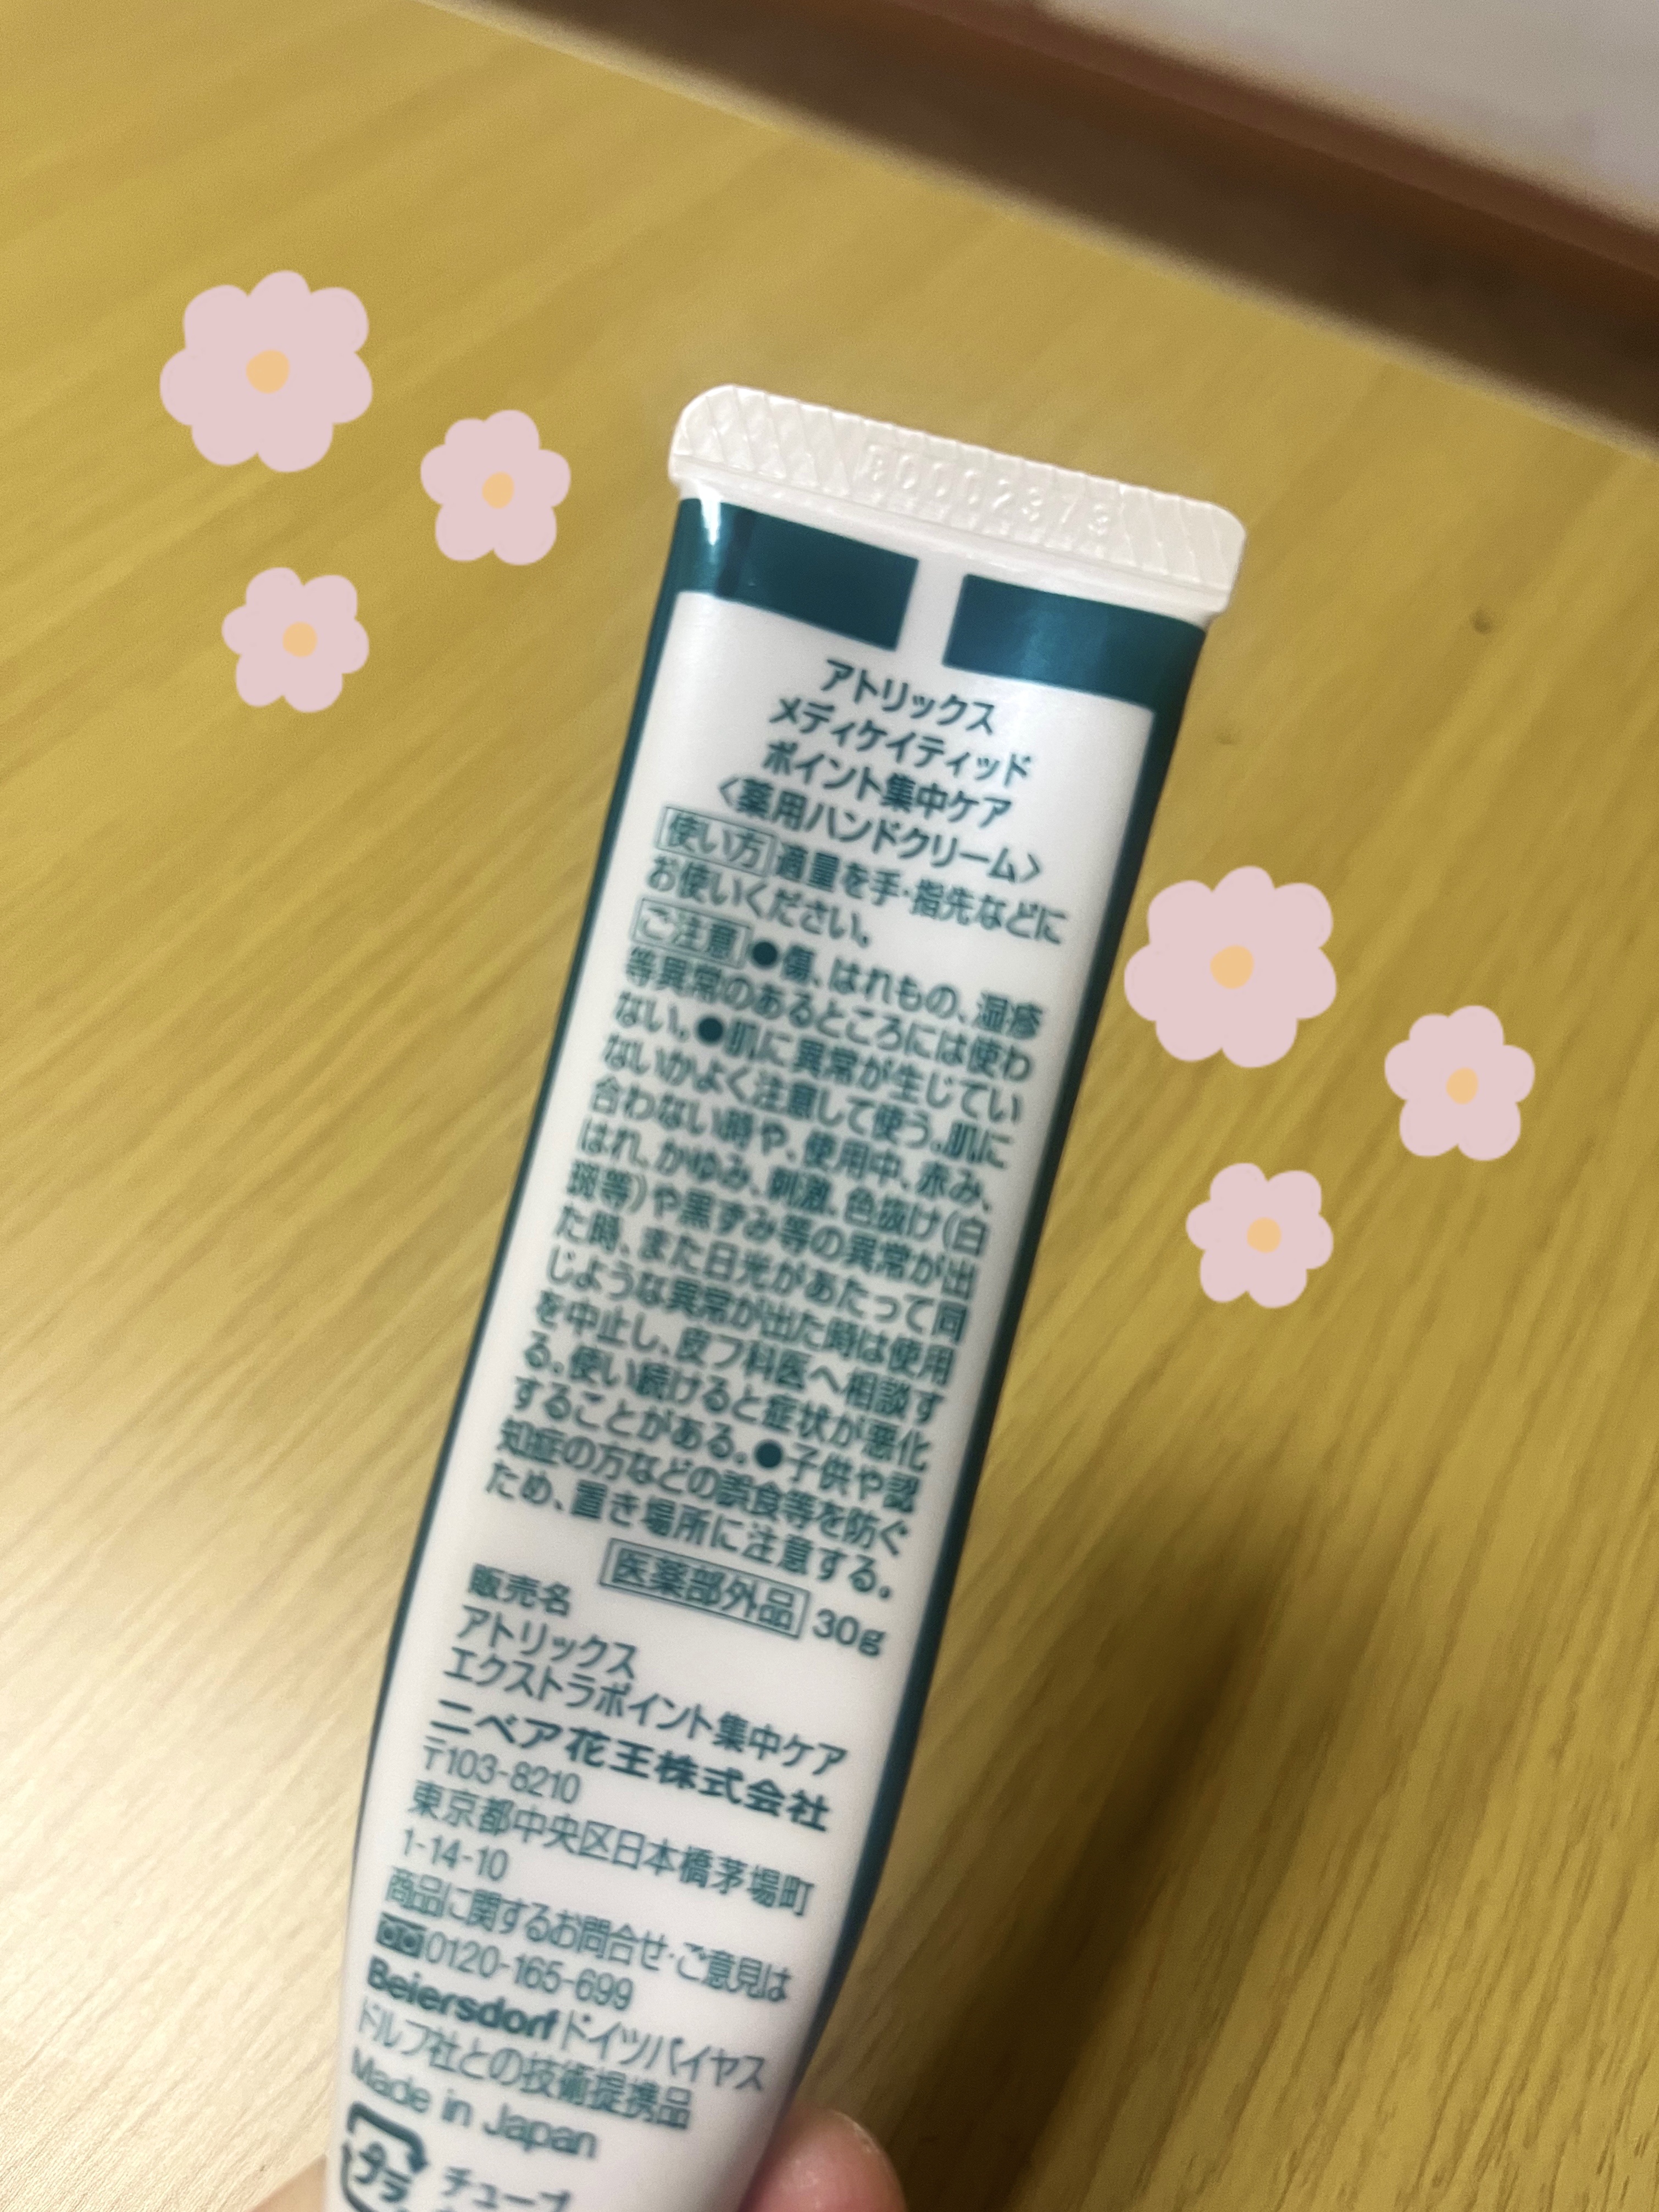 アトリックス
メディケイティッド
ポイント集中ケア
〈薬用ハンドクリーム〉
使い方 適量を手・指先などに
お使いください。
ご注意 ●傷、はれもの、湿疹
等異常のあるところには使わ
ない。●肌に異常が生じてい
ないかよく注意して使う。肌に
合わない時や、使用中、赤み、
はれ、かゆみ、刺激、色抜け(白
斑等)や黒ずみ等の異常が出
た時、また日光があたって同
じような異常が出た時は使用
を中止し、皮フ科医へ相談す
る。使い続けると症状が悪化
することがある。●子供や認
知症の方などの誤食等を防ぐ
ため、置き場所に注意する。
医薬部外品 30g
販売名
アトリックス
エクストラポイント集中ケア
ニベア花王株式会社
〒103-8210
東京都中央区日本橋茅場町
1-14-10
商品に関するお問合せ・ご意見は
0120-165-699
Beiersdorf ドイツバイヤス
ドルフ社との技術提携品
Made in Japan
プラ チューブ